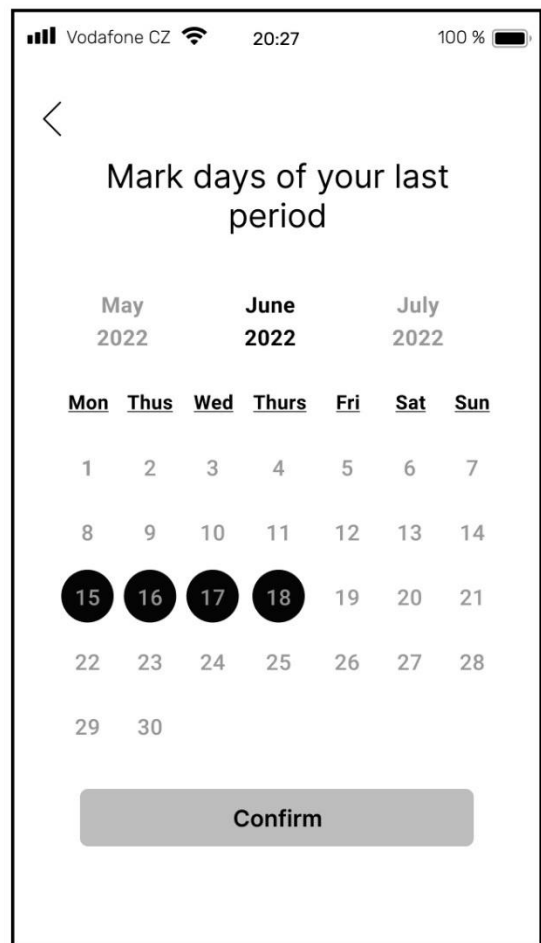 Vodafone CZ 20:27 100 %
Mark days of your last
period
May June July
2022 2022 2022
Mon Thus Wed Thurs Fri Sat Sun
1 2 3 4 5 6 7
8 9 10 11 12 13 14
15 16 17 18 19 20 21
22 23 24 25 26 27 28
29 30
Confirm